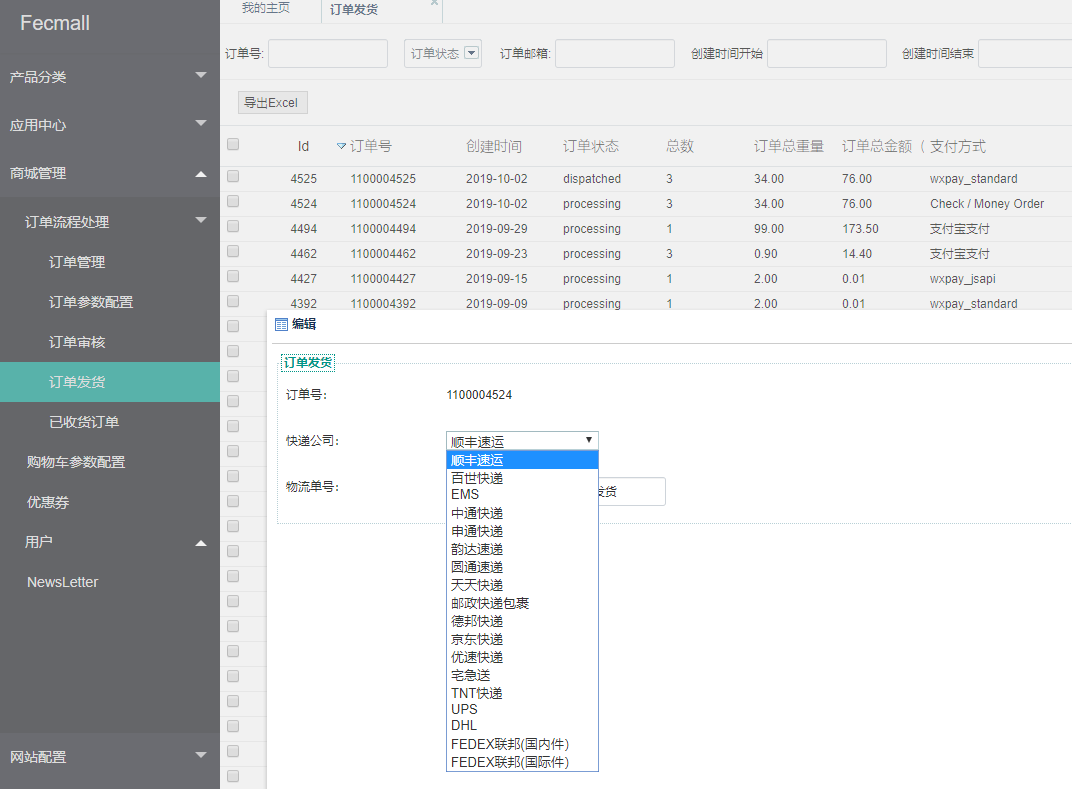 Fecmall
产品分类
应用中心
商城管理
订单流程处理
订单管理
订单参数配置
订单审核
订单发货
已收货订单
购物车参数配置
优惠券
用户
NewsLetter
网站配置
我的主页 订单发货
订单号: 订单状态 订单邮箱: 创建时间开始 创建时间结束
导出Excel
Id 订单号 创建时间 订单状态 总数 订单总重量 订单总金额 ( 支付方式
4525 1100004525 2019-10-02 dispatched 3 34.00 76.00 wxpay_standard
4524 1100004524 2019-10-02 processing 3 34.00 76.00 Check / Money Order
4494 1100004494 2019-09-29 processing 1 99.00 173.50 支付宝支付
4462 1100004462 2019-09-23 processing 3 0.90 14.40 支付宝支付
4427 1100004427 2019-09-15 processing 1 2.00 0.01 wxpay_jsapi
4392 1100004392 2019-09-09 processing 1 2.00 0.01 wxpay_standard
编辑
订单发货
订单号: 1100004524
快递公司: 顺丰速运
顺丰速运
百世快递
EMS
物流单号: 发货
中通快递
申通快递
韵达速递
圆通速递
天天快递
邮政快递包裹
德邦快递
京东快递
优速快递
宅急送
TNT快递
UPS
DHL
FEDEX联邦(国内件)
FEDEX联邦(国际件)